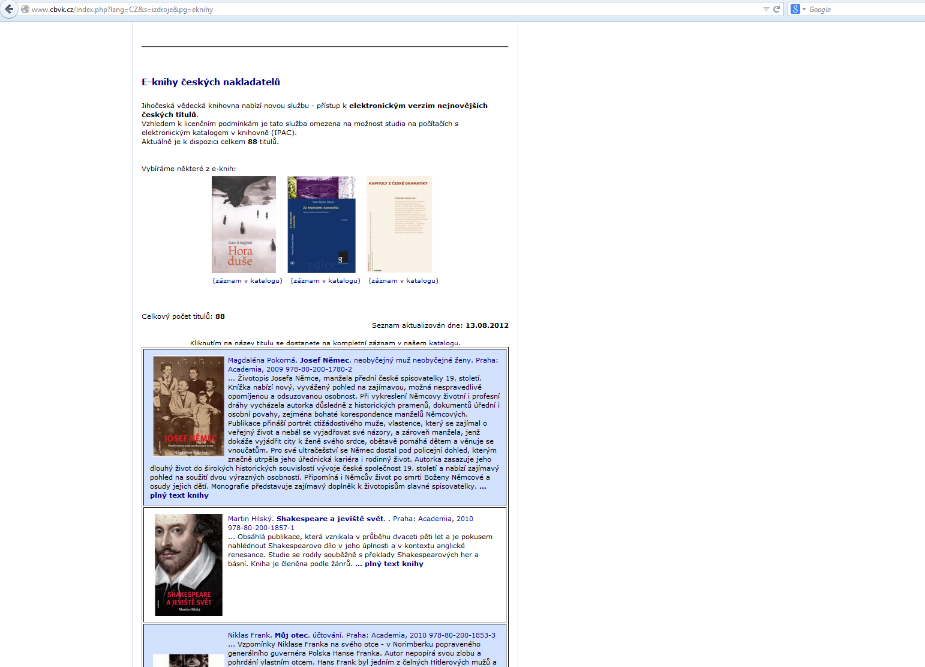 www.cbvk.cz/index.php?lang=CZ&s=izdroje&pg=eknihy
Google
E-knihy českých nakladatelů
Jihočeská vědecká knihovna nabízí novou službu - přístup k elektronickým verzím nejnovějších
českých titulů.
Vzhledem k licenčním podmínkám je tato služba omezena na možnost studia na počítačích s
elektronickým katalogem v knihovně (IPAC).
Aktuálně je k dispozici celkem 88 titulů.
Vybíráme některé z e-knih:
Hora
duše
KAPITOLY Z ČESKÉ GRAMATIKY
(záznam v katalogu) (záznam v katalogu) (záznam v katalogu)
Celkový počet titulů: 88
Seznam aktualizován dne: 13.08.2012
Kliknutím na název titulu se dostanete na kompletní záznam v našem katalogu.
Magdaléna Pokorná. Josef Němec. neobyčejný muž neobyčejné ženy. Praha:
Academia, 2009 978-80-200-1780-2
... Životopis Josefa Němce, manžela přední české spisovatelky 19. století.
Knížka nabízí nový, vyvážený pohled na zajímavou, možná nespravedlivě
opomíjenou a odsuzovanou osobnost. Při vykreslení Němcovy životní i profesní
dráhy vycházela autorka důsledně z historických pramenů, dokumentů úřední i
osobní povahy, zejména bohaté korespondence manželů Němcových.
Publikace přináší portrét ctižádostivého muže, vlastence, který se zajímal o
veřejný život a nebál se vyjadřovat své názory, a zároveň manžela, jenž
dokáže vyjádřit city k ženě svého srdce, obětavě pomáhá dětem a věnuje se
vnoučatům. Pro své ultračešství se Němec dostal pod policejní dohled, kterým
značně utrpěla jeho úřednická kariéra i rodinný život. Autorka zasazuje jeho
dlouhý život do širokých historických souvislostí vývoje české společnost 19. století a nabízí zajímavý
pohled na soužití dvou výrazných osobností. Připomíná i Němcův život po smrti Boženy Němcové a
osudy jejich dětí. Monografie představuje zajímavý doplněk k životopisům slavné spisovatelky. ...
plný text knihy
JOSEF NĚMEC
Martin Hilský. Shakespeare a jeviště svět. . Praha: Academia, 2010
978-80-200-1857-1
... Obsáhlá publikace, která vznikala v průběhu dvaceti pěti let a je pokusem
nahlédnout Shakespearovo dílo v jeho úplnosti a v kontextu anglické
renesance. Studie se rodily souběžně s překlady Shakespearových her a
básní. Kniha je členěna podle žánrů. ... plný text knihy
SHAKESPEARE
A JEVIŠTĚ SVĚT
Martin Hilský
Niklas Frank. Můj otec. účtování. Praha: Academia, 2010 978-80-200-1853-3
... Vzpomínky Niklase Franka na svého otce - v Norimberku popraveného
generálního guvernéra Polska Hanse Franka. Autor nepopírá svou zlobu a
pohrdání vlastním otcem. Hans Frank byl jedním z čelných Hitlerových mužů a